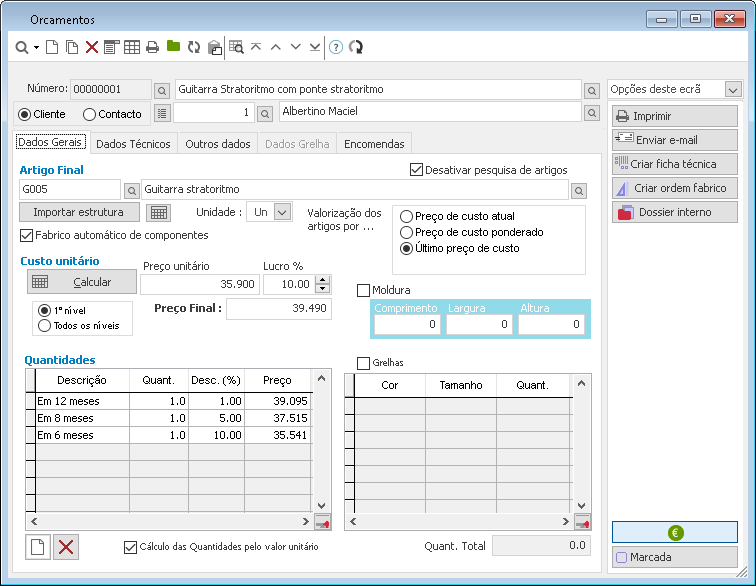 Orcamentos
Número: 00000001 Guitarra Stratoritmo com ponte stratoritmo
Opções deste ecrã
Cliente Contacto 1 Albertino Maciel
Imprimir
Enviar e-mail
Criar ficha técnica
Criar ordem fabrico
Dossier interno
Dados Gerais Dados Técnicos Outros dados Dados Grelha Encomendas
Artigo Final Desativar pesquisa de artigos
G005 Guitarra stratoritmo
Importar estrutura Unidade : Un
Valorização dos
artigos por ...
Preço de custo atual
Preço de custo ponderado
Último preço de custo
Fabrico automático de componentes
Custo unitário Preço unitário Lucro %
Calcular 35.900 10.00
1º nível
Todos os níveis
Preço Final : 39.490
Moldura
Comprimento Largura Altura
0 0 0
Quantidades
Descrição Quant. Desc. (%) Preço
Em 12 meses 1.0 1.00 39.095
Em 8 meses 1.0 5.00 37.515
Em 6 meses 1.0 10.00 35.541
Grelhas
Cor Tamanho Quant.
Cálculo das Quantidades pelo valor unitário
Quant. Total 0.0
€
Marcada